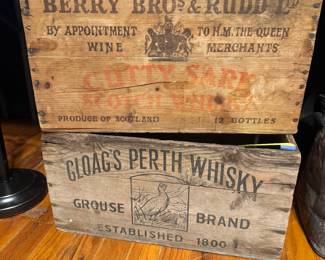 BERRY BROS & RUDD LTD
BY APPOINTMENT TO H.M. THE QUEEN
WINE MERCHANTS
CUTTY SARK
SCOTCH WHISKY
PRODUCE OF SCOTLAND 12 BOTTLES
GLOAG'S PERTH WHISKY
GROUSE BRAND
ESTABLISHED 1800